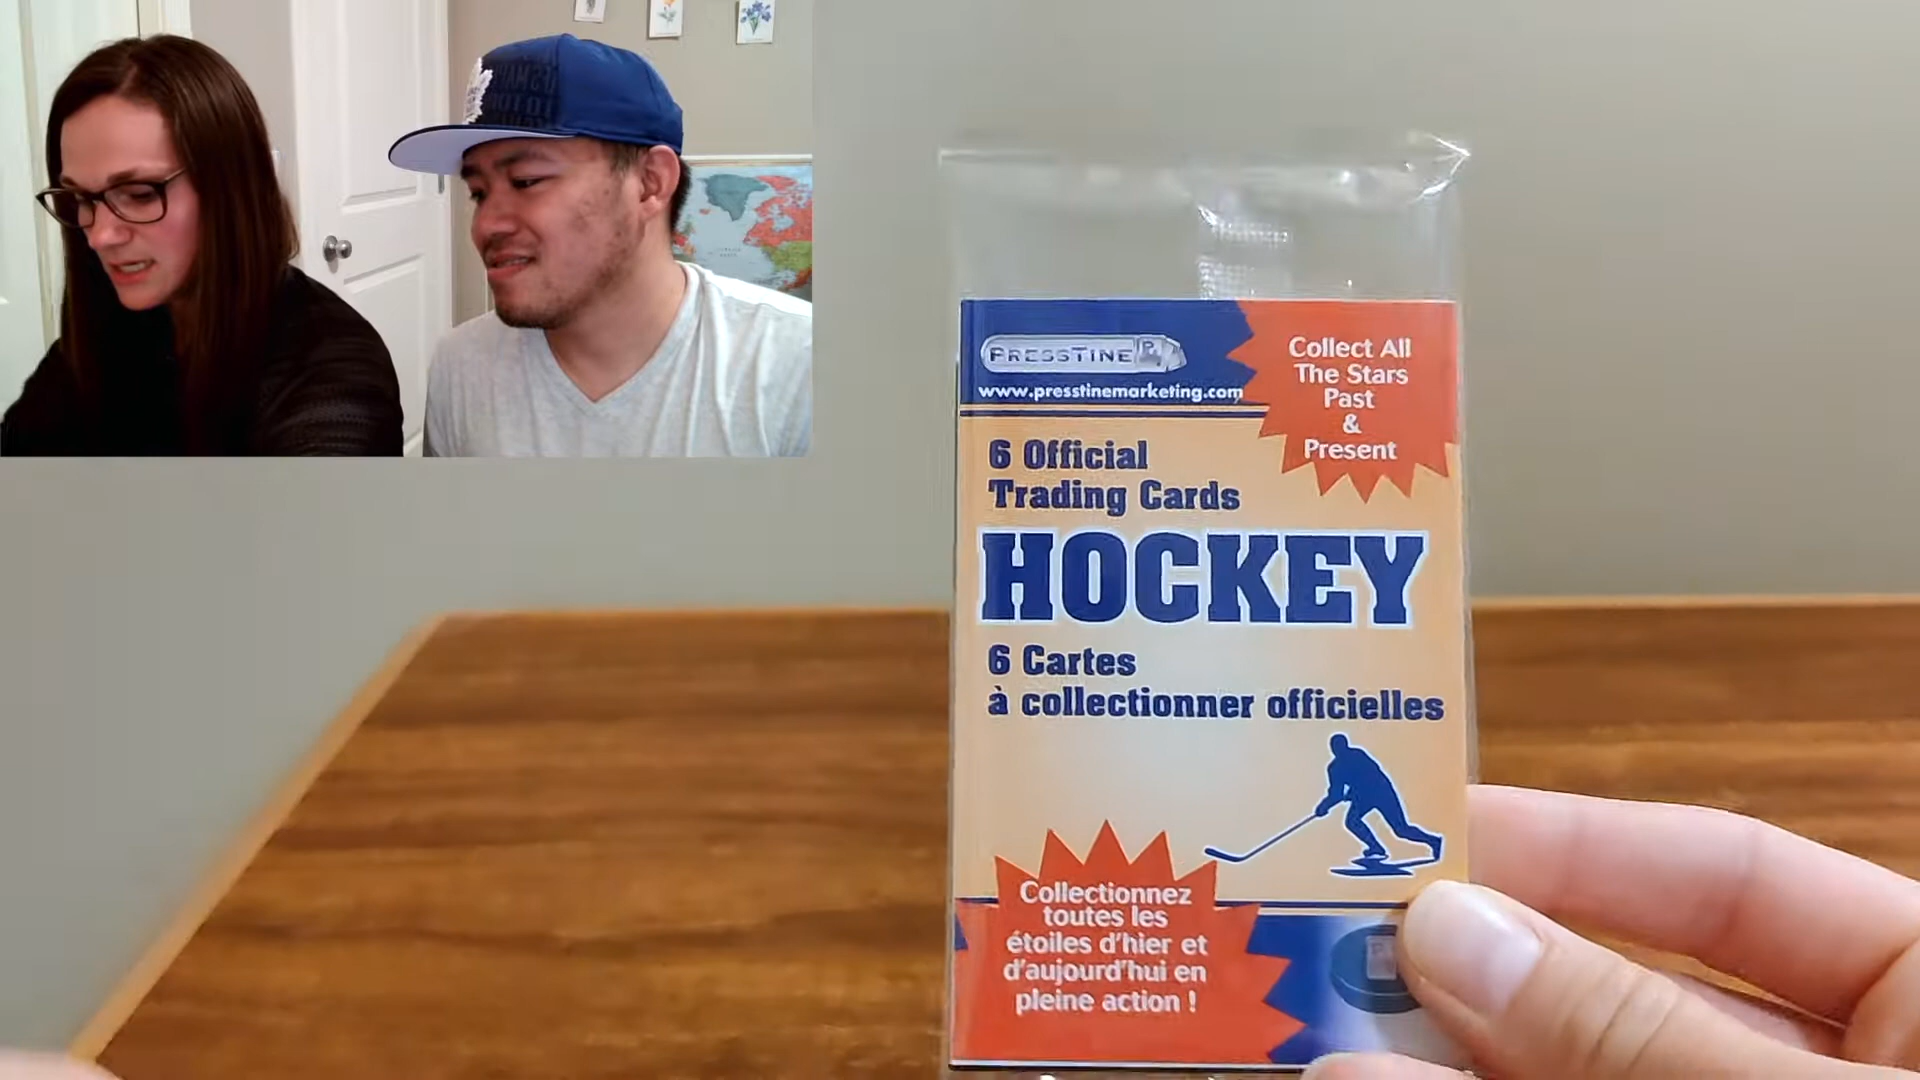 PRESSTINE
www.presstinemarketing.com
Collect All
The Stars
Past
&
Present
6 Official
Trading Cards
HOCKEY
6 Cartes
à collectionner officielles
Collectionnez
toutes les
étoiles d'hier et
d'aujourd'hui en
pleine action !